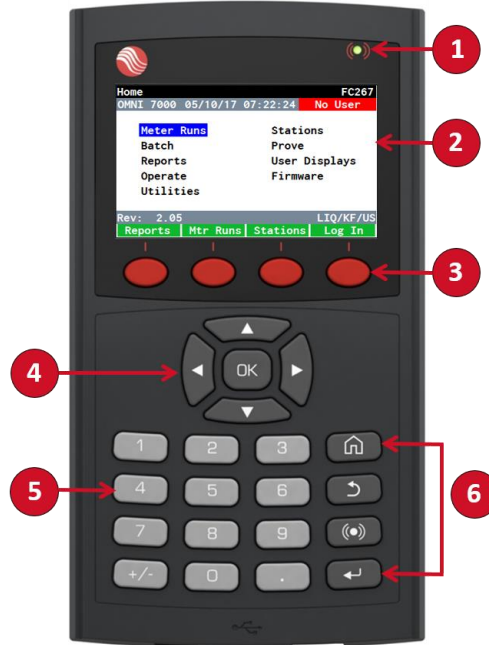 1
Home FC267
OMNI 7000 05/10/17 07:22:24 No User
2
Meter Runs Stations
Batch Prove
Reports User Displays
Operate Firmware
Utilities
Rev: 2.05 LIQ/KF/US
Reports Mtr Runs Stations Log In
3
4
OK
1 2 3
5
4 5 6
6
7 8 9
+/- 0 .